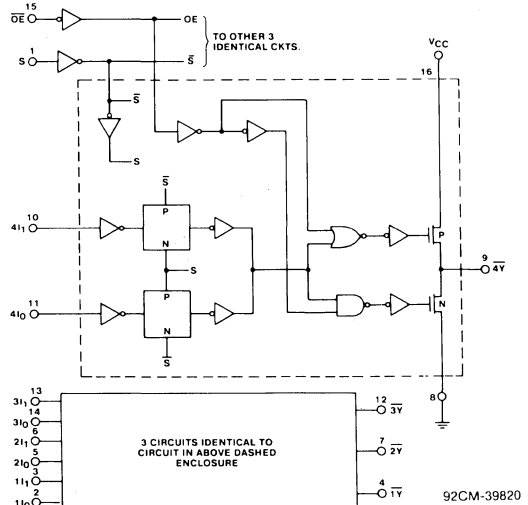 15
OE
OE
TO OTHER 3
IDENTICAL CKTS.
1
S
S̅
VCC
16
S̅
S
S̅
10
4I1
P
N
S
9
4Y̅
P
11
4I0
P
N
S̅
N
8
13
3I1
14
3I0
6
2I1
5
2I0
3
1I1
2
1I0
3 CIRCUITS IDENTICAL TO
CIRCUIT IN ABOVE DASHED
ENCLOSURE
12
3Y̅
7
2Y̅
4
1Y̅
92CM-39820